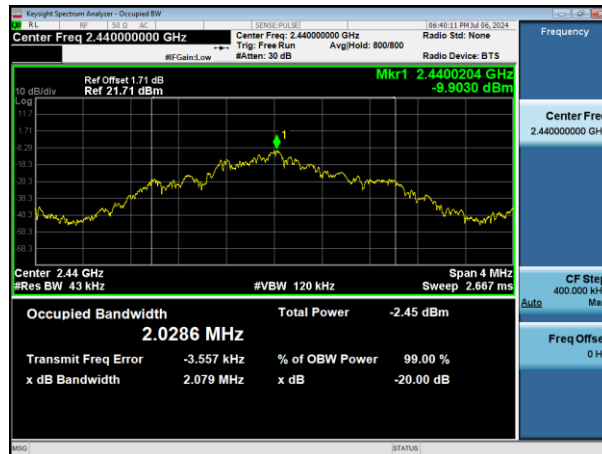 Keysight Spectrum Analyzer - Occupied BW
RL RF 50 Ω AC SENSE:PULSE 06:40:11 PM Jul 06, 2024
Center Freq 2.440000000 GHz
Center Freq: 2.440000000 GHz
Radio Std: None
Trig: Free Run Avg|Hold: 800/800
#IFGain:Low #Atten: 30 dB Radio Device: BTS
Frequency
Ref Offset 1.71 dB
Mkr1 2.4400204 GHz
10 dB/div Ref 21.71 dBm -9.9030 dBm
Log
11.7
1.71
-8.29
-18.3
-28.3
-38.3
-48.3
-58.3
-68.3
1
Center 2.44 GHz Span 4 MHz
#Res BW 43 kHz #VBW 120 kHz Sweep 2.667 ms
Occupied Bandwidth Total Power -2.45 dBm
2.0286 MHz
Transmit Freq Error -3.557 kHz % of OBW Power 99.00 %
x dB Bandwidth 2.079 MHz x dB -20.00 dB
Center Fre
2.440000000 GH
CF Step
400.000 kH
Auto Ma
Freq Offse
0 H
MSG STATUS